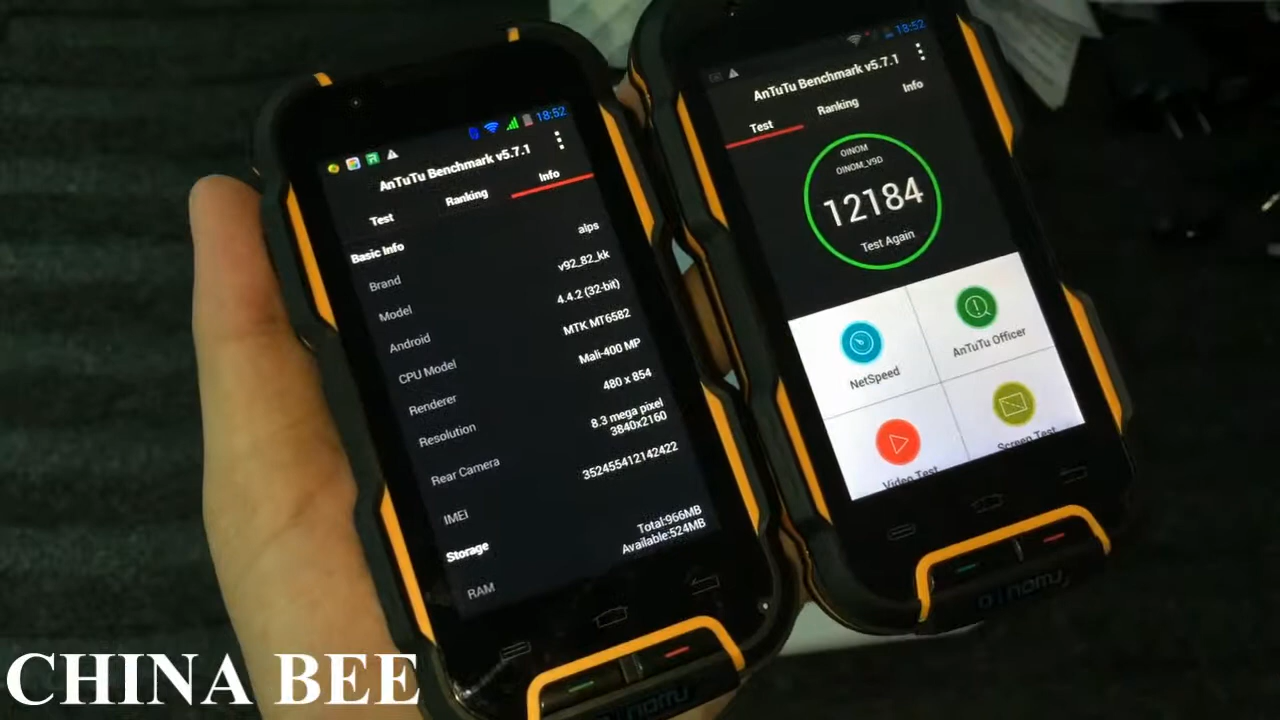 18:52
AnTuTu Benchmark v5.7.1
Test Ranking Info
Basic Info
Brand alps
Model v92_82_kk
Android 4.4.2 (32-bit)
CPU Model MTK MT6582
Renderer Mali-400 MP
Resolution 480 x 854
Rear Camera 8.3 mega pixel
3840x2160
IMEI 352455412142422
Storage
RAM Total:966MB
Available:524MB
18:52
AnTuTu Benchmark v5.7.1
Test Ranking Info
OINOM
OINOM_V9D
12184
Test Again
NetSpeed
AnTuTu Officer
Video Test
Screen Test
CHINA BEE